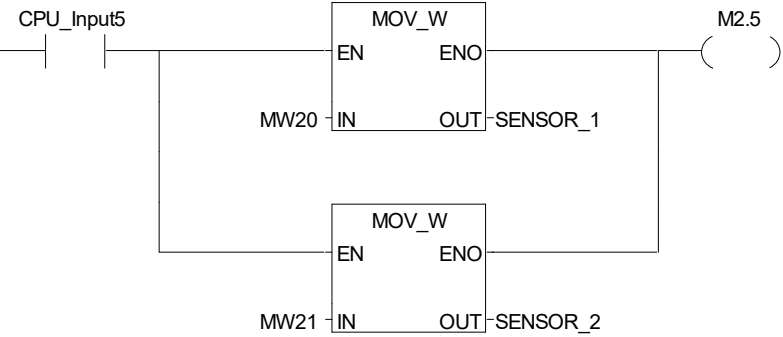 CPU_Input5 MOV_W M2.5
EN ENO
MW20 IN OUT SENSOR_1
MOV_W
EN ENO
MW21 IN OUT SENSOR_2